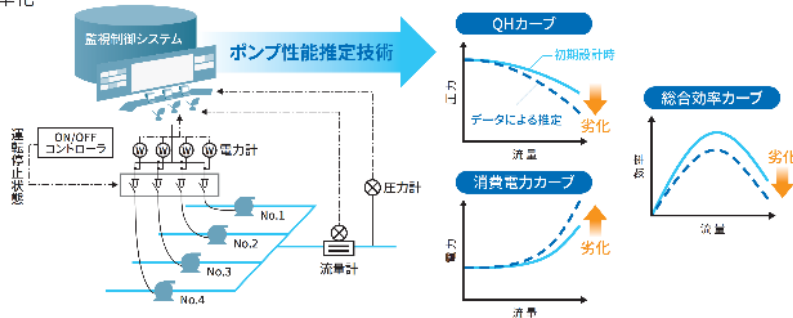 率化
監視制御システム
ポンプ性能推定技術
運転停止状態
ON/OFF
コントローラ
W
W
W
W
電力計
No.1
No.2
No.3
No.4
圧力計
流量計
QHカーブ
初期設計時
データによる推定
劣化
圧力
流量
消費電力カーブ
劣化
電力
流量
総合効率カーブ
劣化
効率
流量